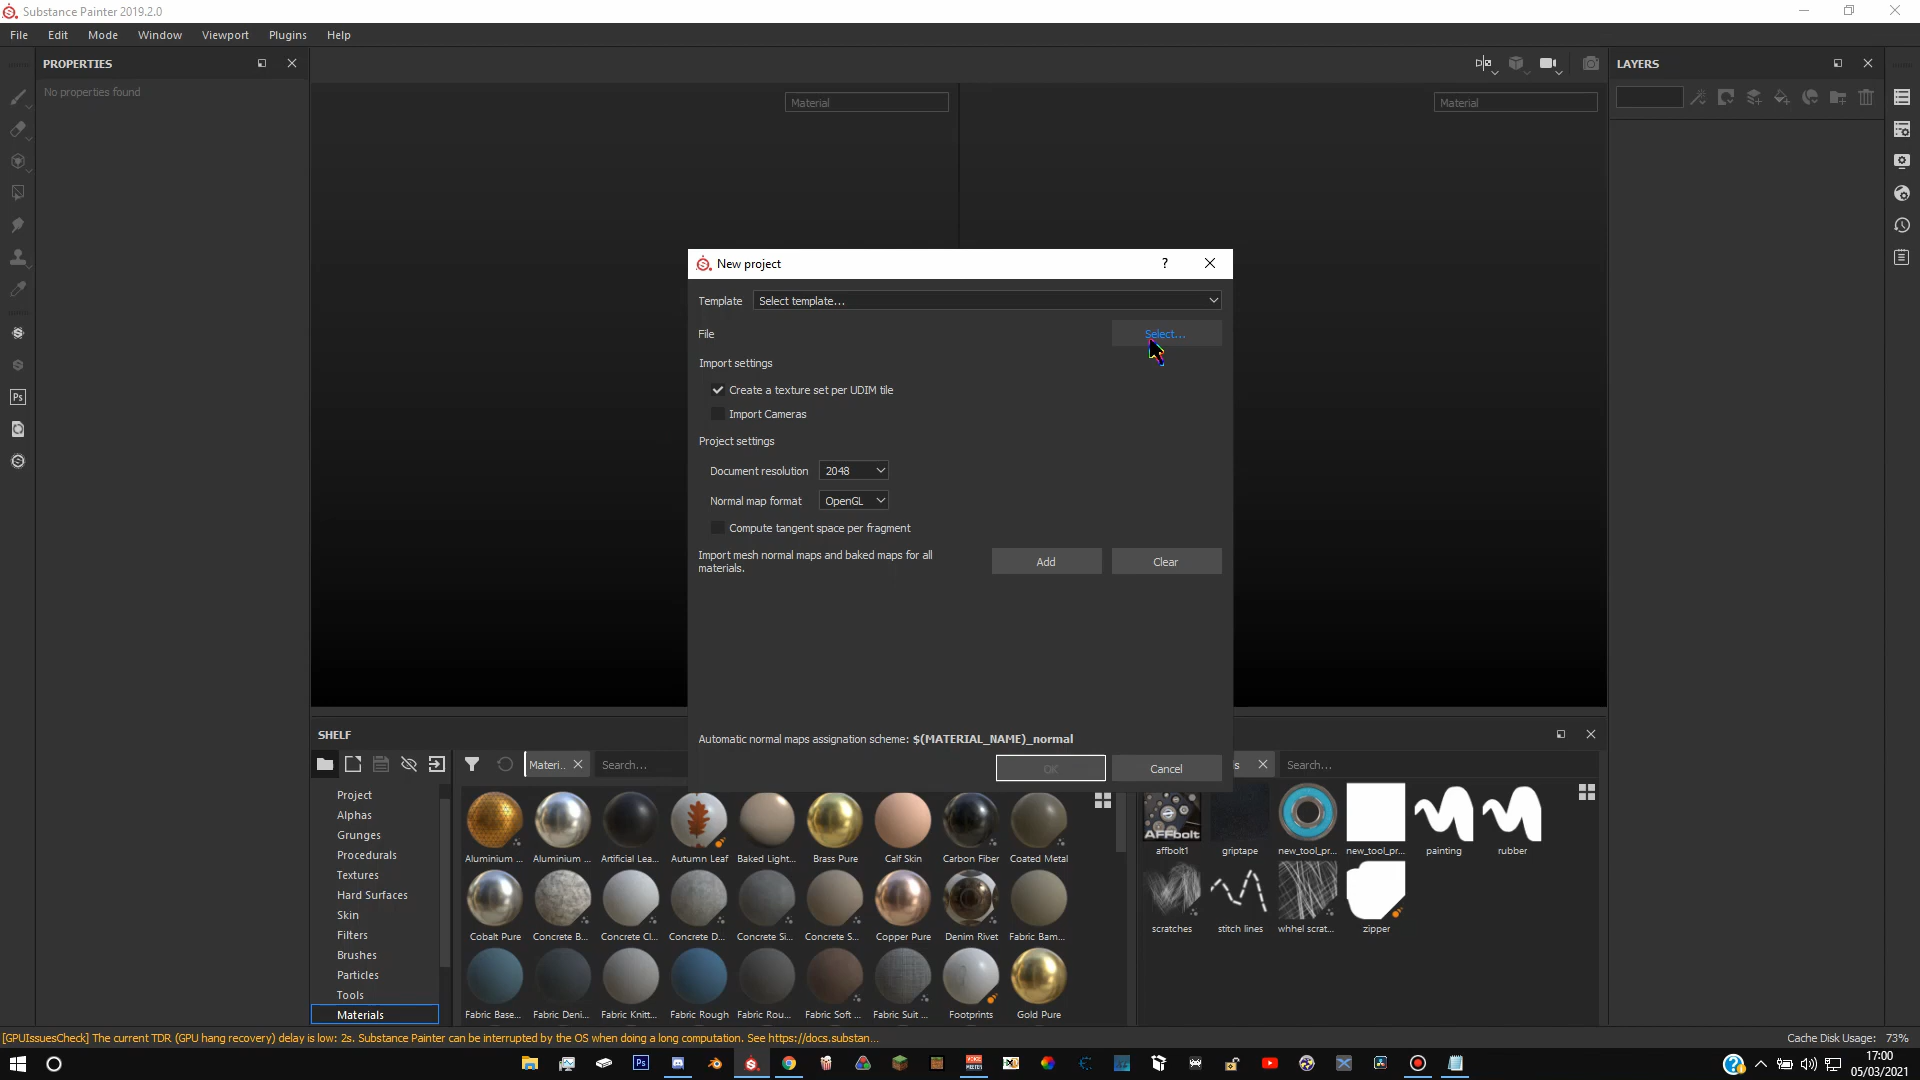 Substance Painter 2019.2.0
File Edit Mode Window Viewport Plugins Help
PROPERTIES
No properties found
Material
Material
LAYERS
New project
?
Template Select template...
File Select...
Import settings
Create a texture set per UDIM tile
Import Cameras
Project settings
Document resolution 2048
Normal map format OpenGL
Compute tangent space per fragment
Import mesh normal maps and baked maps for all
materials.
Add Clear
Automatic normal maps assignation scheme: $(MATERIAL_NAME)_normal
OK Cancel
SHELF
Materi.. Search...
s Search...
Project
Alphas
Grunges
Procedurals
Textures
Hard Surfaces
Skin
Filters
Brushes
Particles
Tools
Materials
Aluminium ... Aluminium ... Artificial Lea... Autumn Leaf Baked Light... Brass Pure Calf Skin Carbon Fiber Coated Metal
Cobalt Pure Concrete B... Concrete Cl... Concrete D... Concrete Si... Concrete S... Copper Pure Denim Rivet Fabric Bam...
Fabric Base... Fabric Deni... Fabric Knitt... Fabric Rough Fabric Rou... Fabric Soft ... Fabric Suit ... Footprints Gold Pure
AFFbolt
affbolt1 griptape new_tool_pr... new_tool_pr... painting rubber
scratches stitch lines whhel scrat... zipper
[GPUIssuesCheck] The current TDR (GPU hang recovery) delay is low: 2s. Substance Painter can be interrupted by the OS when doing a long computation. See https://docs.substan...
Cache Disk Usage: 73%
Ps
Ps
17:00
05/03/2021